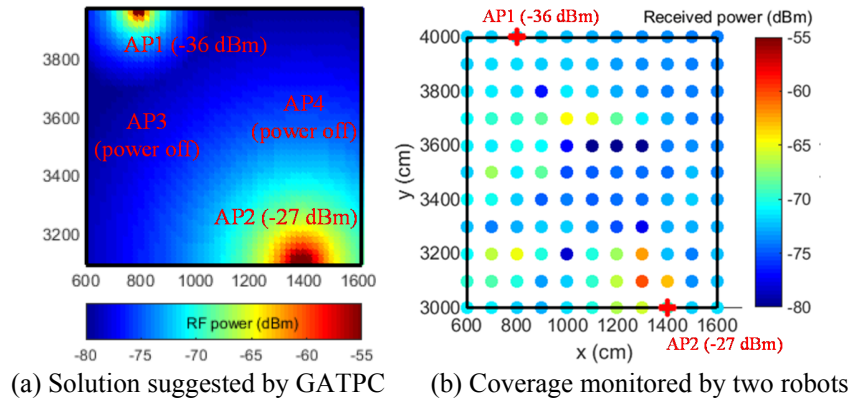 AP1 (-36 dBm)
AP3
(power off)
AP4
(power off)
AP2 (-27 dBm)
3800
3600
3400
3200
600 800 1000 1200 1400 1600
RF power (dBm)
-80 -75 -70 -65 -60 -55
(a) Solution suggested by GATPC
AP1 (-36 dBm)
Received power (dBm)
y (cm)
4000
3800
3600
3400
3200
3000
600 800 1000 1200 1400 1600
x (cm)
AP2 (-27 dBm)
-55
-60
-65
-70
-75
-80
(b) Coverage monitored by two robots